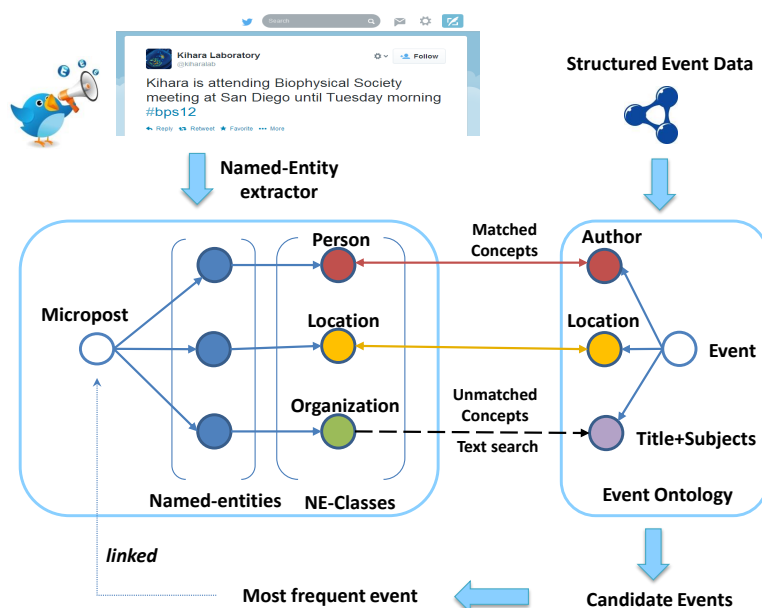 Search
Kihara Laboratory
@kiharalab
Follow
Kihara is attending Biophysical Society
meeting at San Diego until Tuesday morning
#bps12
Reply Retweet Favorite ••• More
Structured Event Data
Named-Entity
extractor
Person
Matched
Concepts
Author
Micropost
Location
Location
Event
Organization
Unmatched
Concepts
Text search
Title+Subjects
Named-entities
NE-Classes
Event Ontology
linked
Most frequent event
Candidate Events